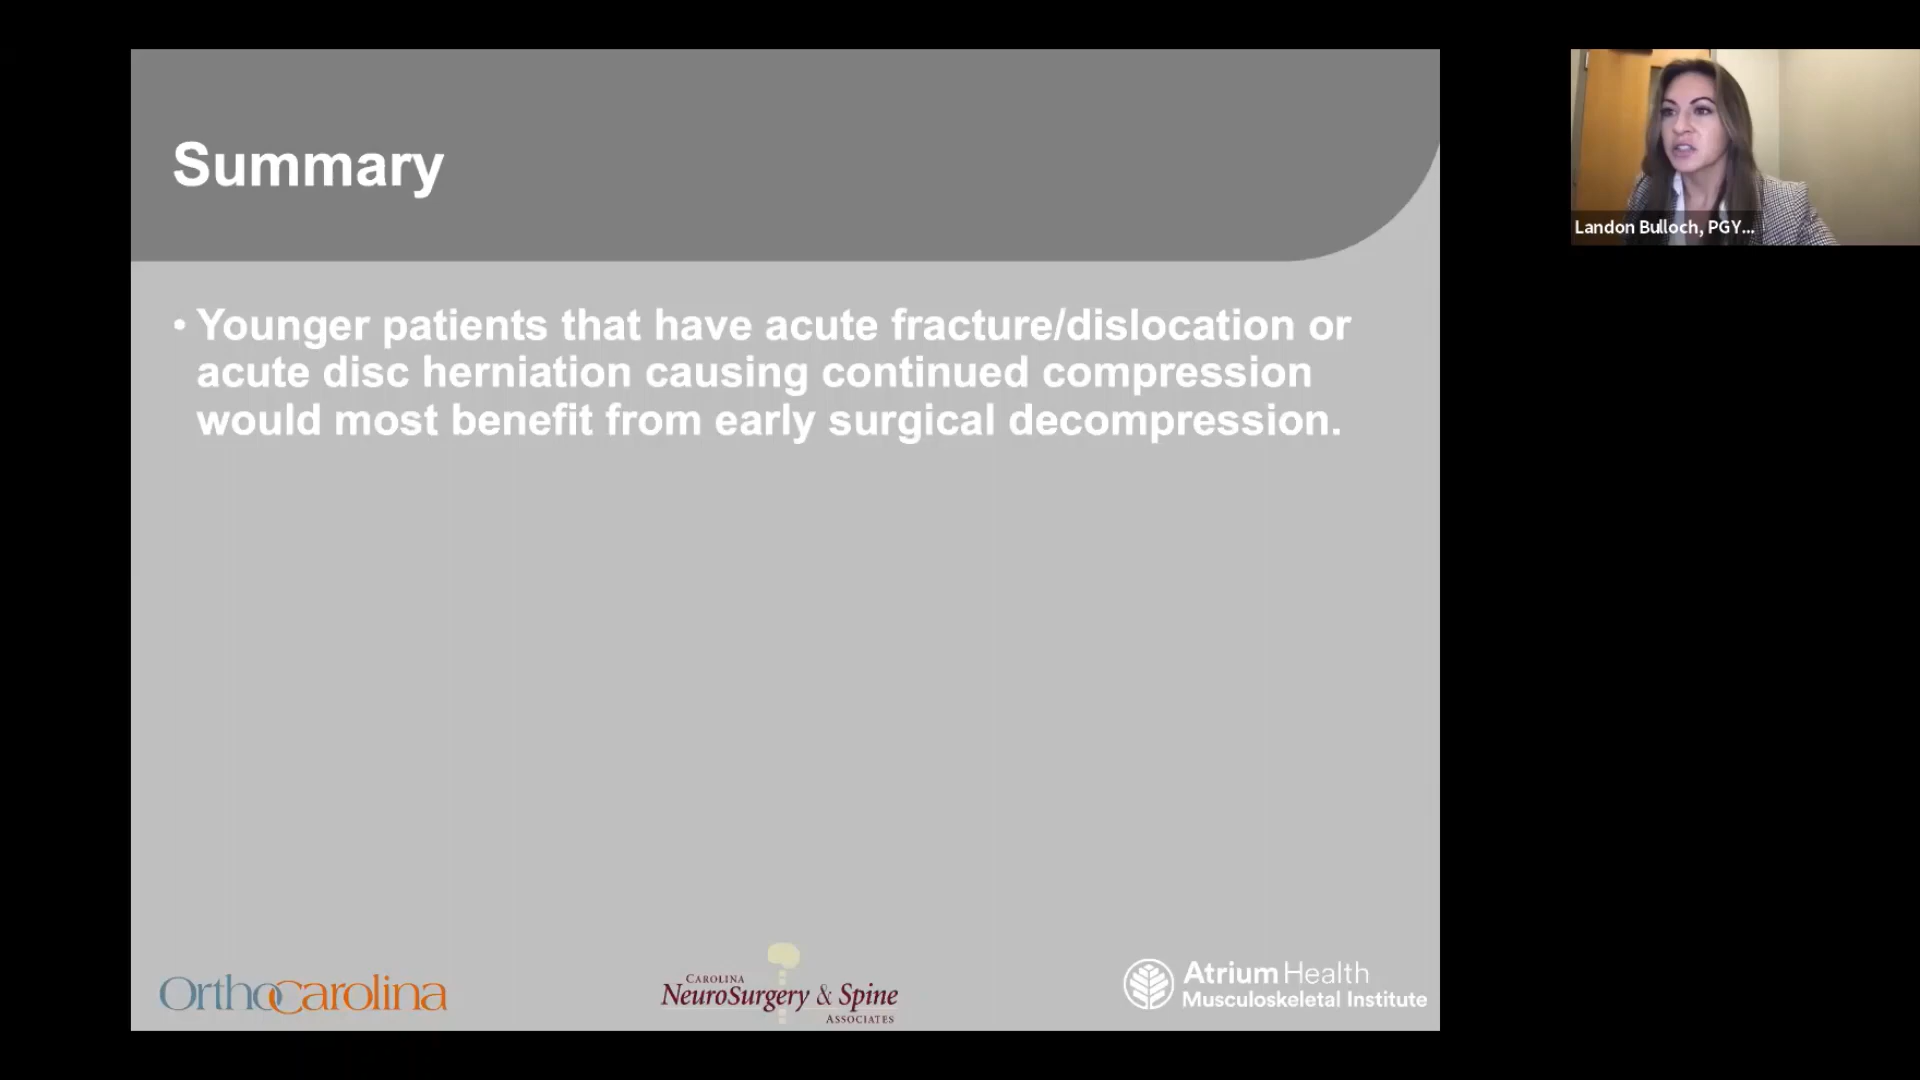 Summary
• Younger patients that have acute fracture/dislocation or
acute disc herniation causing continued compression
would most benefit from early surgical decompression.
Landon Bulloch, PGY...
OrthoCarolina
CAROLINA
NEUROSURGERY & SPINE
ASSOCIATES
Atrium Health
Musculoskeletal Institute